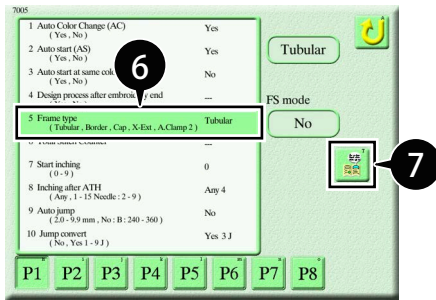 7005
1 Auto Color Change (AC) Yes
( Yes , No )
2 Auto start (AS) Yes
( Yes , No )
3 Auto start at same No
( Yes , No )
4 Design process after end ---
5 Frame type Tubular
( Tubular , Border , Cap , X-Ext , A.Clamp 2 )
6 Total Stitch Counter ---
7 Start inching 0
( 0 - 9 )
8 Inching after ATH Any 4
( Any , 1 - 15 Needle : 2 - 9 )
9 Auto jump No
( 2.0 - 9.9 mm , No : B : 240 - 360 )
10 Jump convert Yes 3 J
( No , Yes 1 - 9 J )
Tubular
FS mode
No
6
7
P1 P2 P3 P4 P5 P6 P7 P8